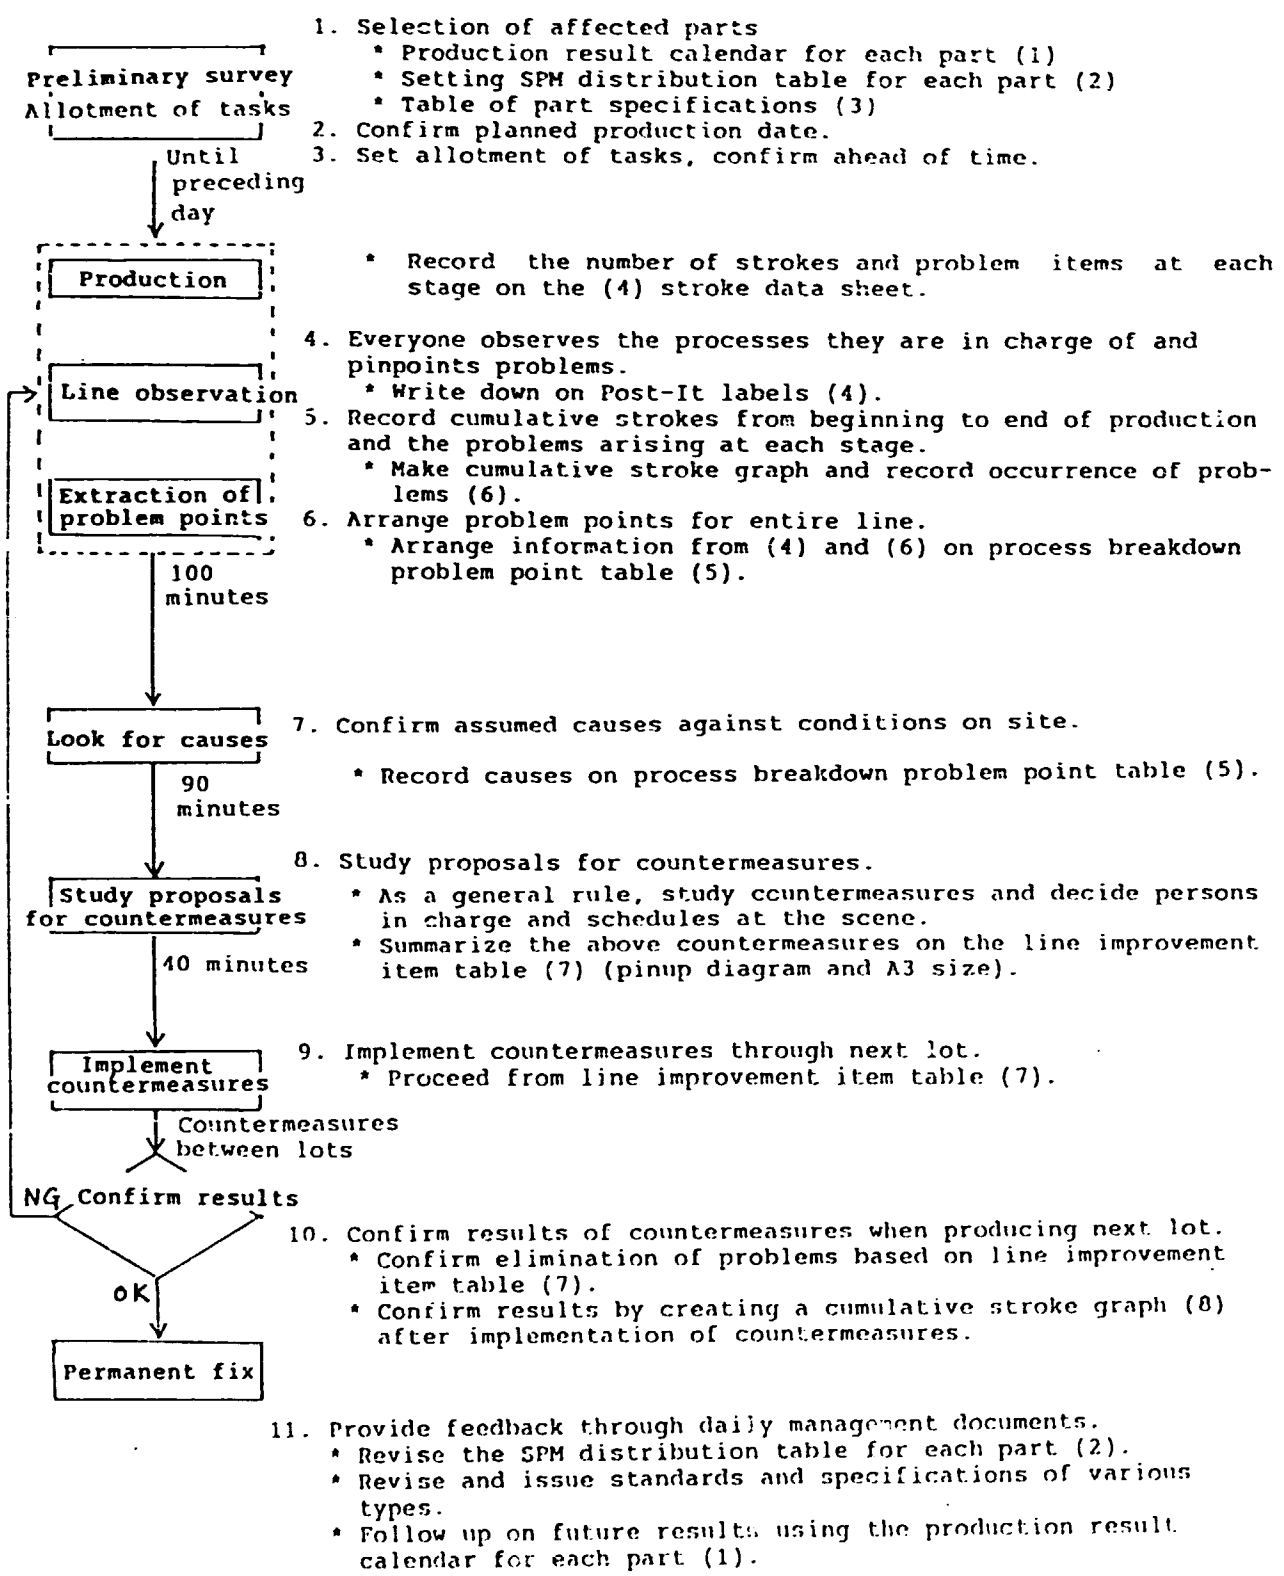 1. Selection of affected parts
* Production result calendar for each part (1)
* Setting SPM distribution table for each part (2)
* Table of part specifications (3)
2. Confirm planned production date.
3. Set allotment of tasks, confirm ahead of time.
Preliminary survey
Allotment of tasks
Until
preceding
day
Production
* Record the number of strokes and problem items at each
stage on the (4) stroke data sheet.
4. Everyone observes the processes they are in charge of and
pinpoints problems.
* Write down on Post-It labels (4).
Line observation
5. Record cumulative strokes from beginning to end of production
and the problems arising at each stage.
* Make cumulative stroke graph and record occurrence of prob-
lems (6).
Extraction of
problem points
6. Arrange problem points for entire line.
* Arrange information from (4) and (6) on process breakdown
problem point table (5).
100
minutes
Look for causes
7. Confirm assumed causes against conditions on site.
* Record causes on process breakdown problem point table (5).
90
minutes
8. Study proposals for countermeasures.
Study proposals
for countermeasures
* As a general rule, study countermeasures and decide persons
in charge and schedules at the scene.
* Summarize the above countermeasures on the line improvement
item table (7) (pinup diagram and A3 size).
40 minutes
Implement
countermeasures
9. Implement countermeasures through next lot.
* Proceed from line improvement item table (7).
Countermeasures
between lots
NG Confirm results
10. Confirm results of countermeasures when producing next lot.
* Confirm elimination of problems based on line improvement
item table (7).
* Confirm results by creating a cumulative stroke graph (8)
after implementation of countermeasures.
OK
Permanent fix
11. Provide feedback through daily management documents.
* Revise the SPM distribution table for each part (2).
* Revise and issue standards and specifications of various
types.
* Follow up on future results using the production result
calendar for each part (1).